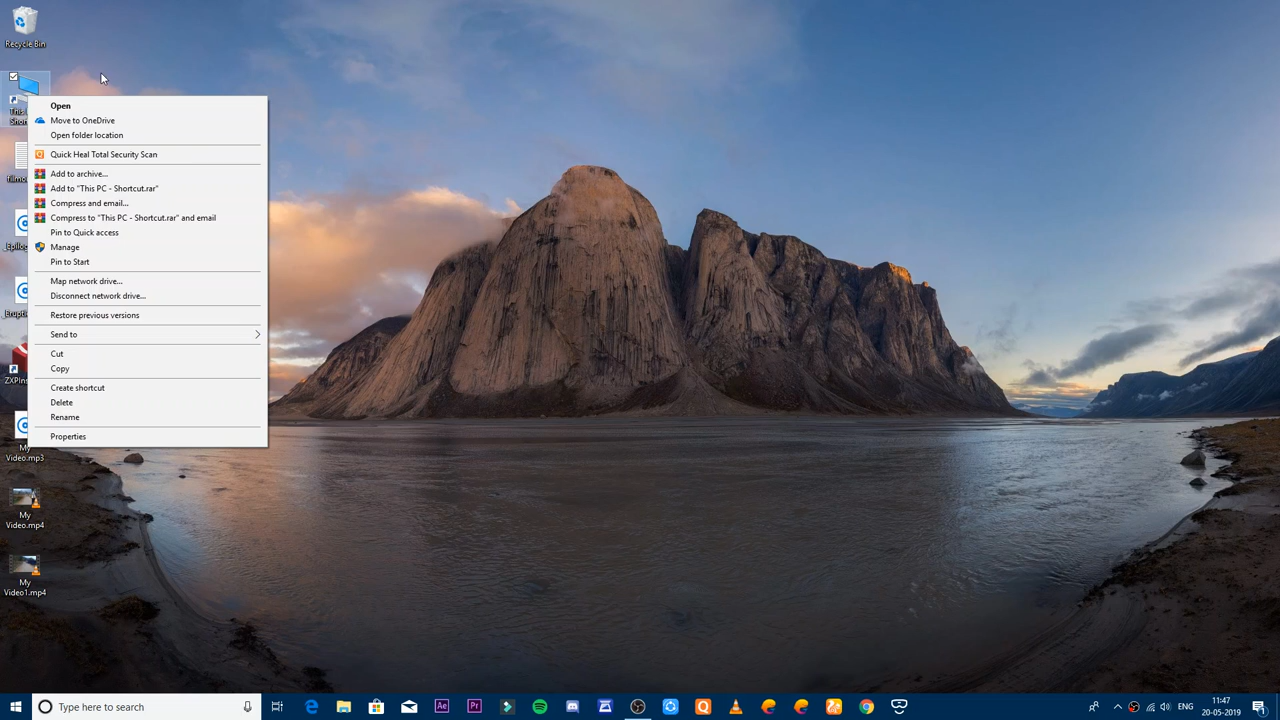 Recycle Bin
This
Open
Move to OneDrive
Open folder location
Quick Heal Total Security Scan
Add to archive...
Add to "This PC - Shortcut.rar"
Compress and email...
Compress to "This PC - Shortcut.rar" and email
Pin to Quick access
Manage
Pin to Start
Map network drive...
Disconnect network drive...
Restore previous versions
Send to
Cut
Copy
Create shortcut
Delete
Rename
Properties
My
Video.mp3
My
Video.mp4
My
Video1.mp4
Type here to search
Ae
Pr
ENG
11:47
20-05-2019